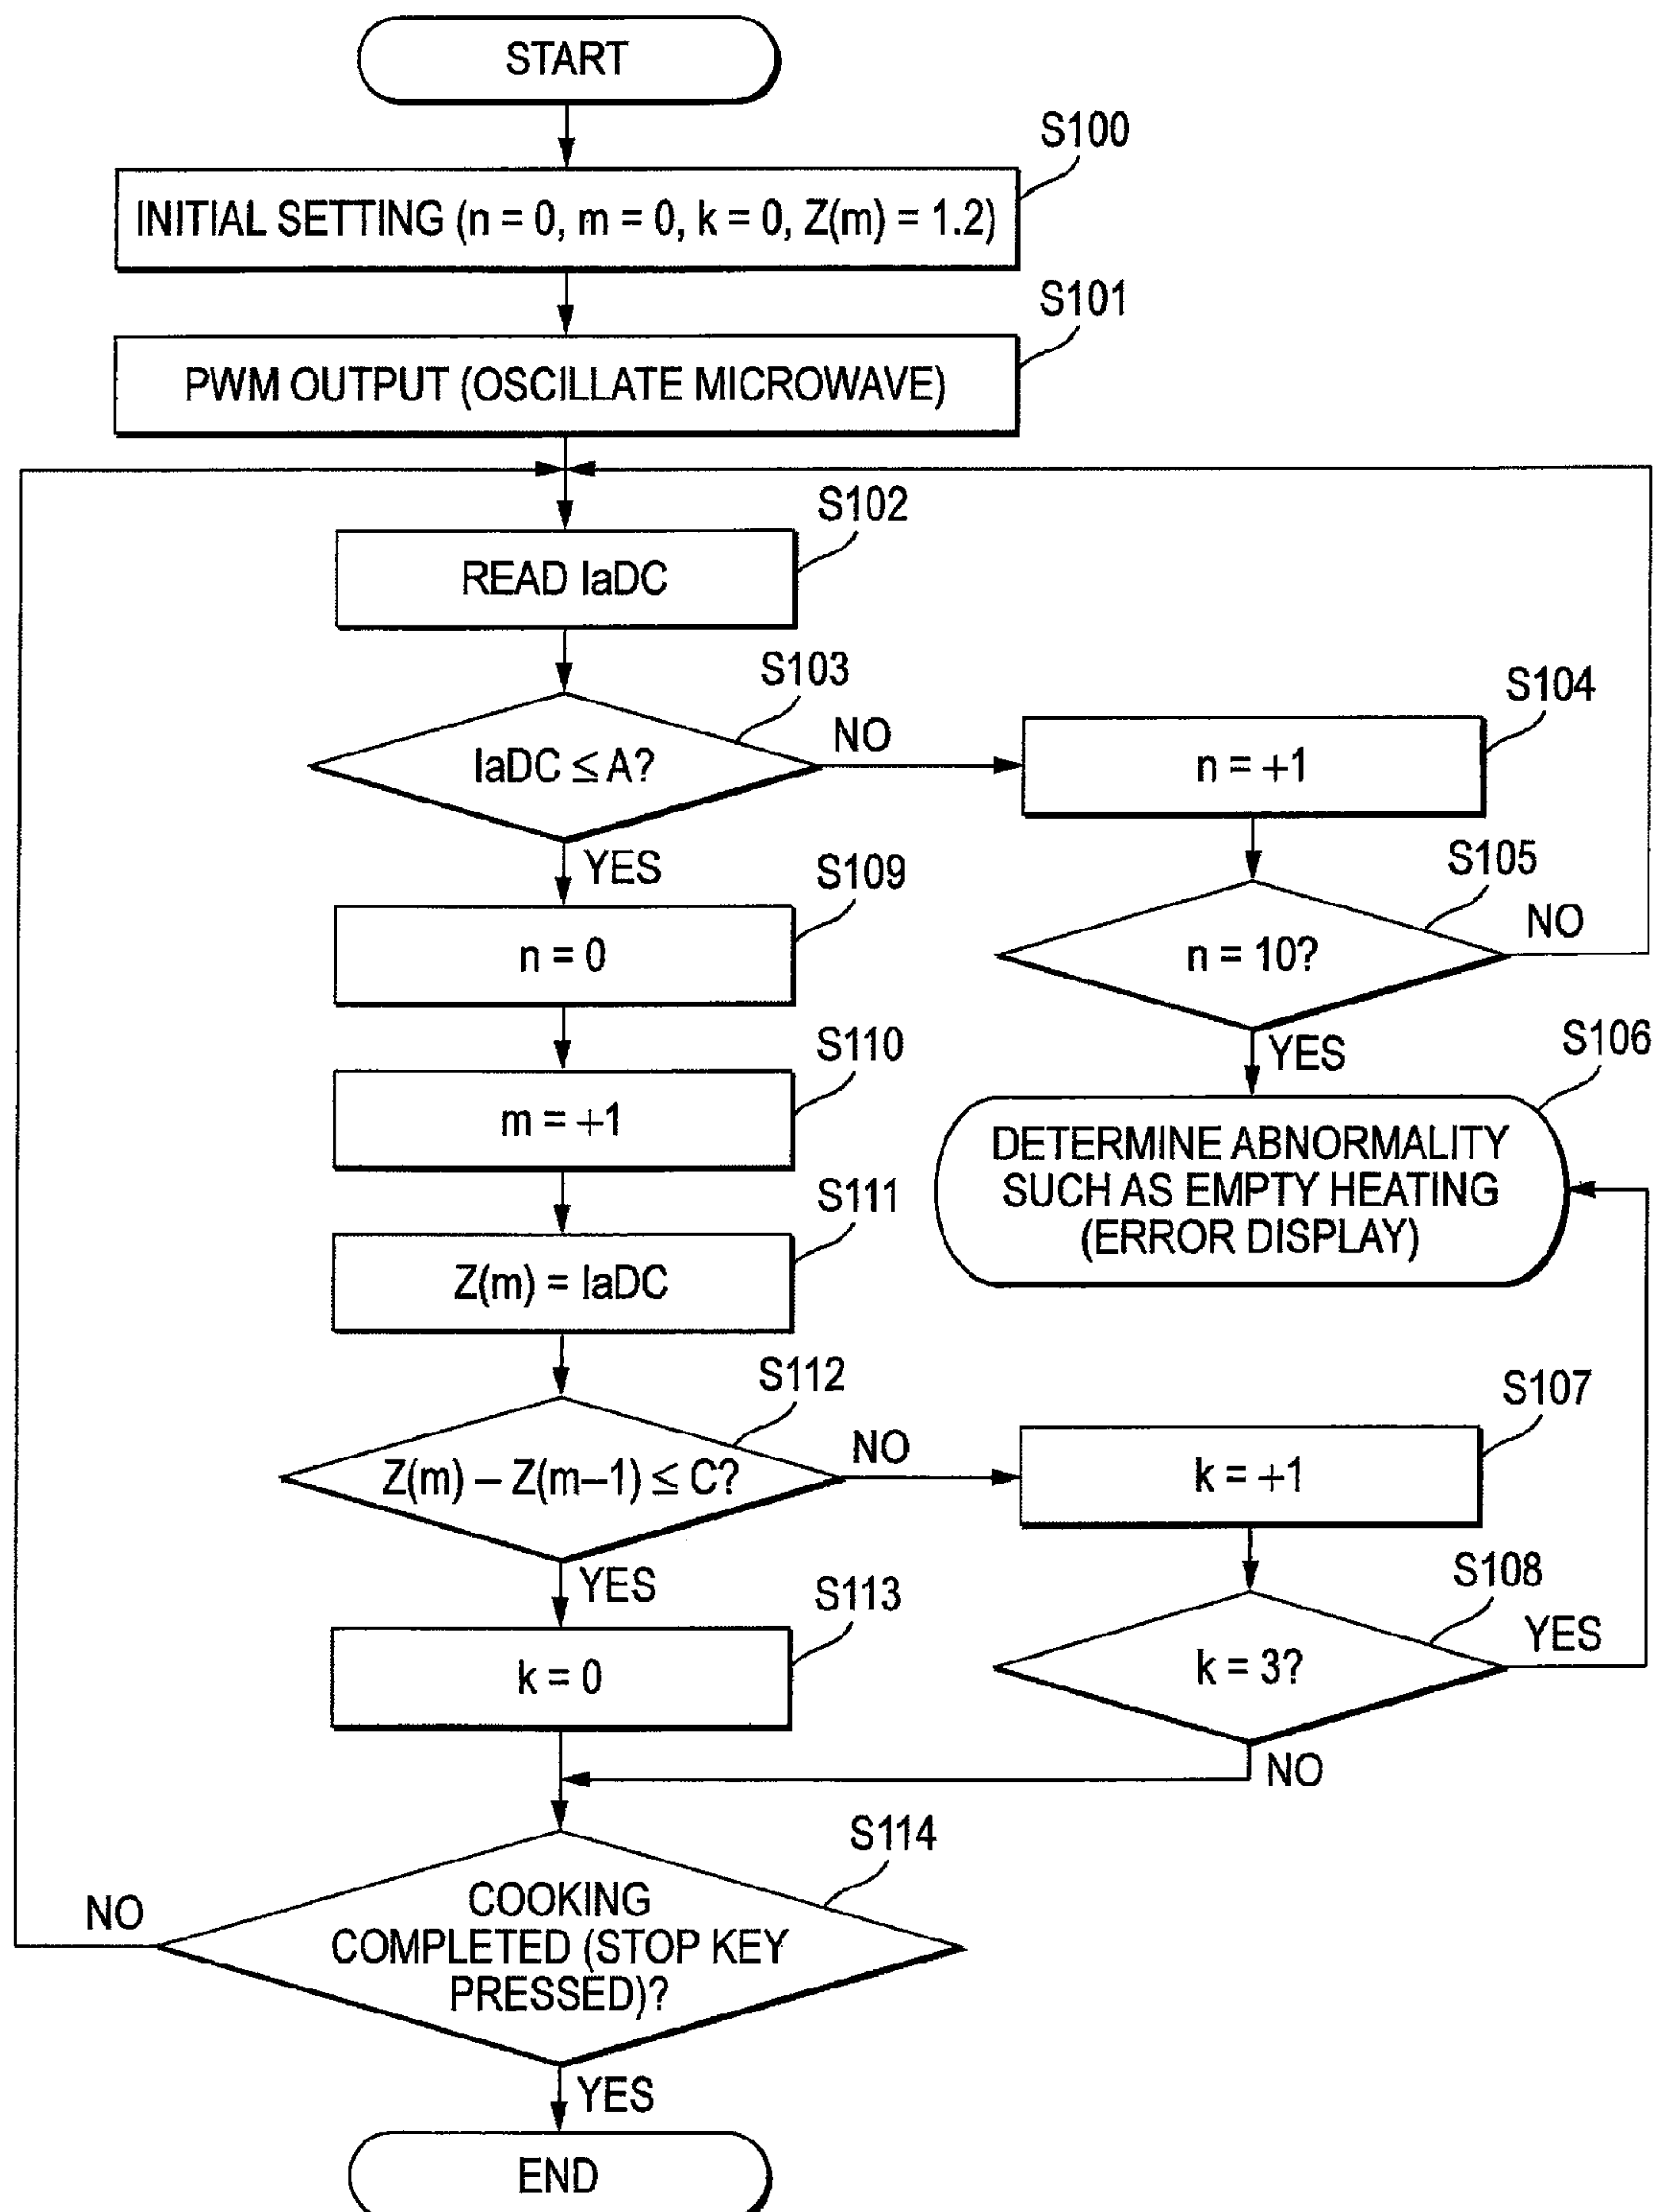 START
S100
INITIAL SETTING (n = 0, m = 0, k = 0, Z(m) = 1.2)
S101
PWM OUTPUT (OSCILLATE MICROWAVE)
S102
READ IaDC
S103
IaDC ≤ A?
NO
S104
n = +1
YES
S109
n = 0
S105
n = 10?
NO
S110
m = +1
YES
S106
DETERMINE ABNORMALITY
SUCH AS EMPTY HEATING
(ERROR DISPLAY)
S111
Z(m) = IaDC
S112
Z(m) – Z(m–1) ≤ C?
NO
S107
k = +1
YES
S113
k = 0
S108
k = 3?
YES
NO
S114
COOKING
COMPLETED (STOP KEY
PRESSED)?
NO
YES
END